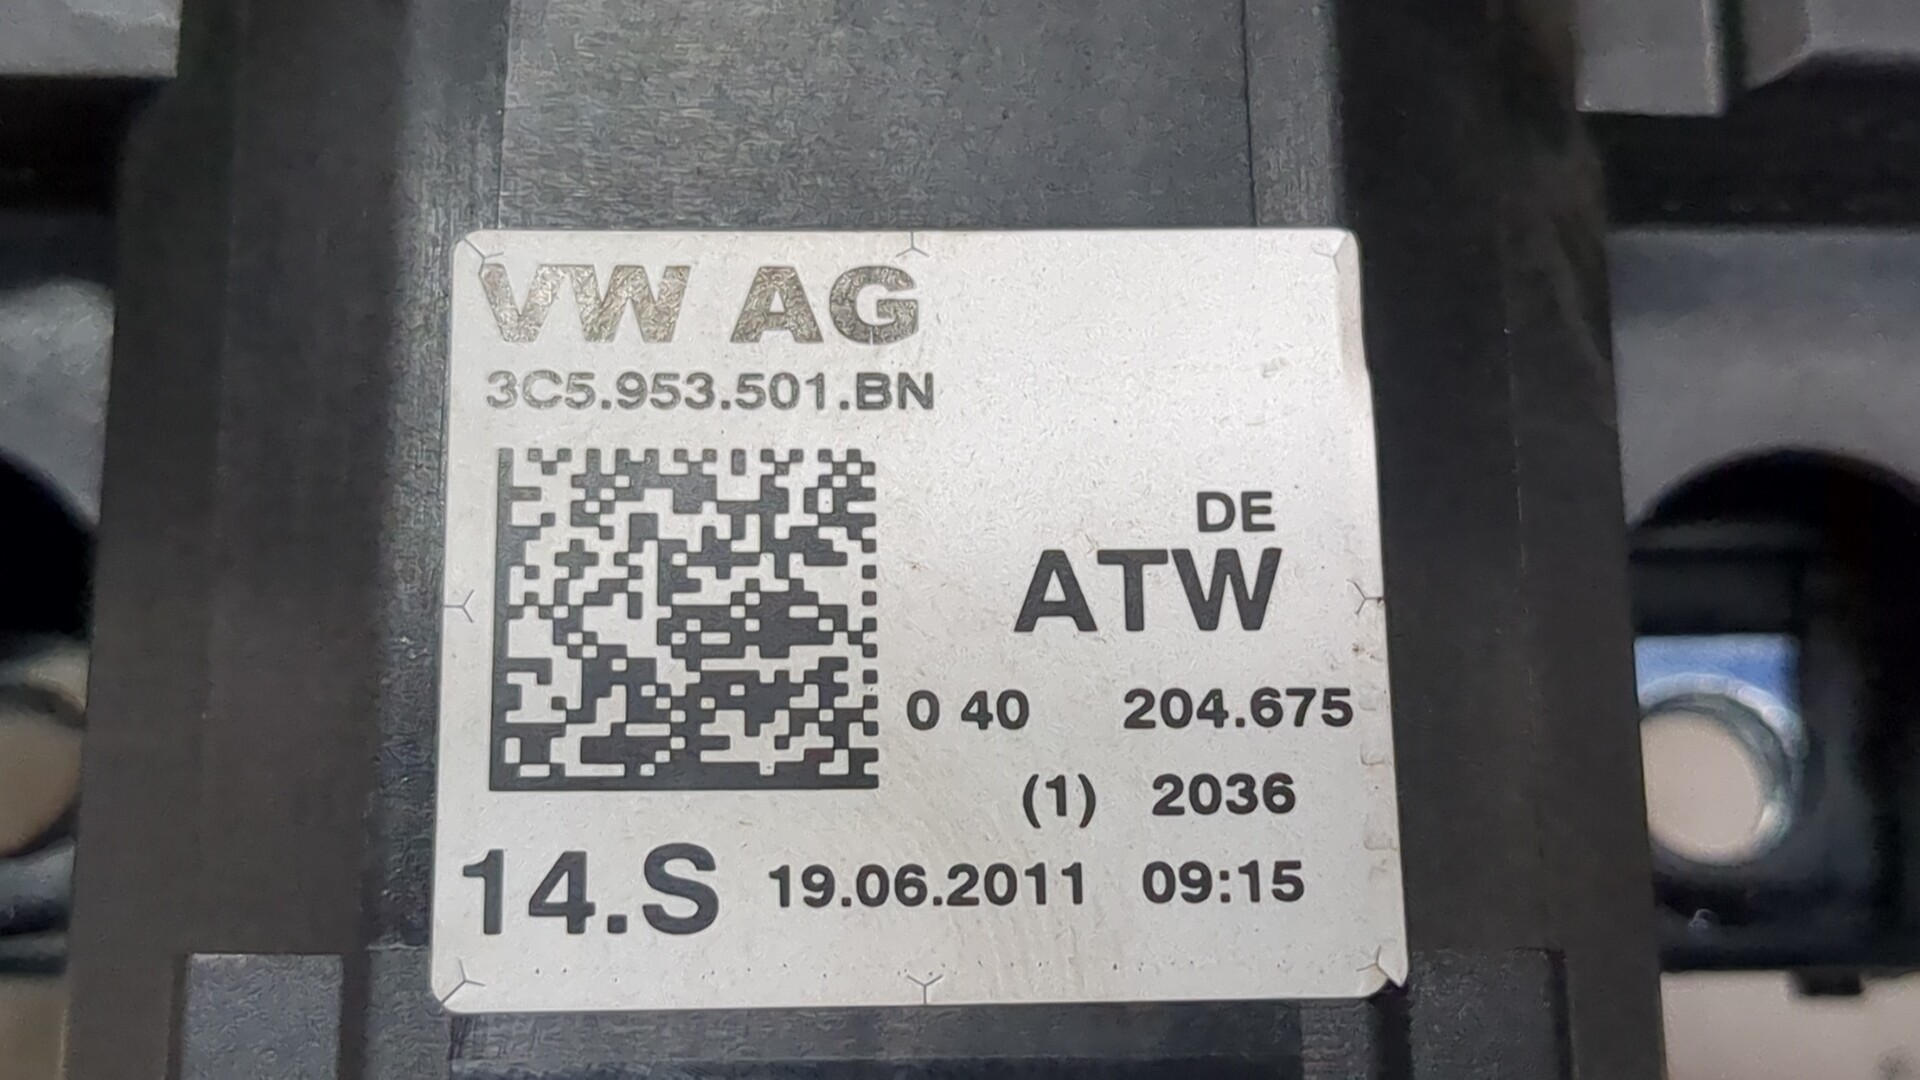 VW AG
3C5.953.501.BN
DE
ATW
0 40 204.675
(1) 2036
14.S 19.06.2011 09:15